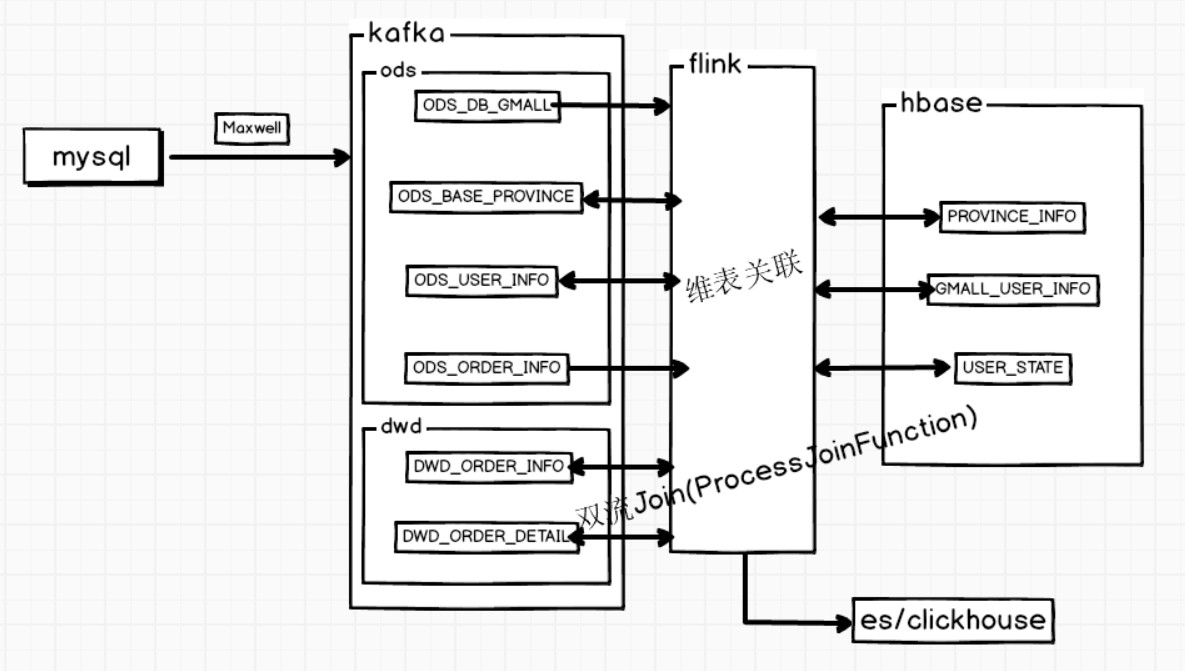 kafka
ods
ODS_DB_GMALL
Maxwell
mysql
ODS_BASE_PROVINCE
ODS_USER_INFO
ODS_ORDER_INFO
dwd
DWD_ORDER_INFO
DWD_ORDER_DETAIL
flink
维表关联
双流Join(ProcessJoinFunction)
hbase
PROVINCE_INFO
GMALL_USER_INFO
USER_STATE
es/clickhouse